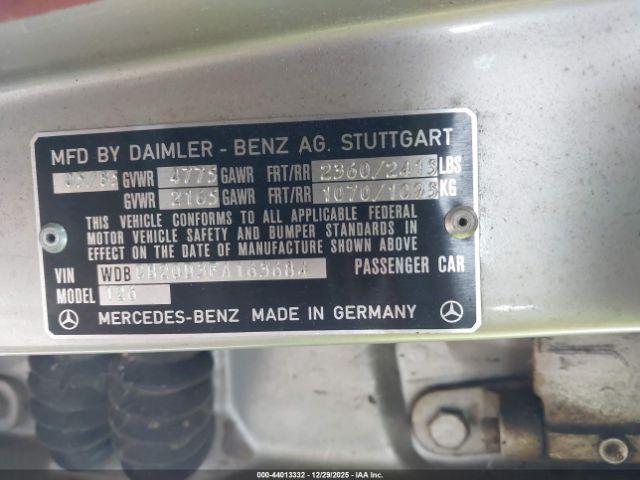 MFD BY DAIMLER - BENZ AG. STUTTGART
GVWR 4775 GAWR FRT/RR 2360/2415 LBS
GVWR 2165 GAWR FRT/RR 1070/1095 KG
THIS VEHICLE CONFORMS TO ALL APPLICABLE FEDERAL
MOTOR VEHICLE SAFETY AND BUMPER STANDARDS IN
EFFECT ON THE DATE OF MANUFACTURE SHOWN ABOVE
VIN WDB PASSENGER CAR
MODEL 126
MERCEDES-BENZ MADE IN GERMANY
000-44013332 - 12/29/2025 - IAA Inc.